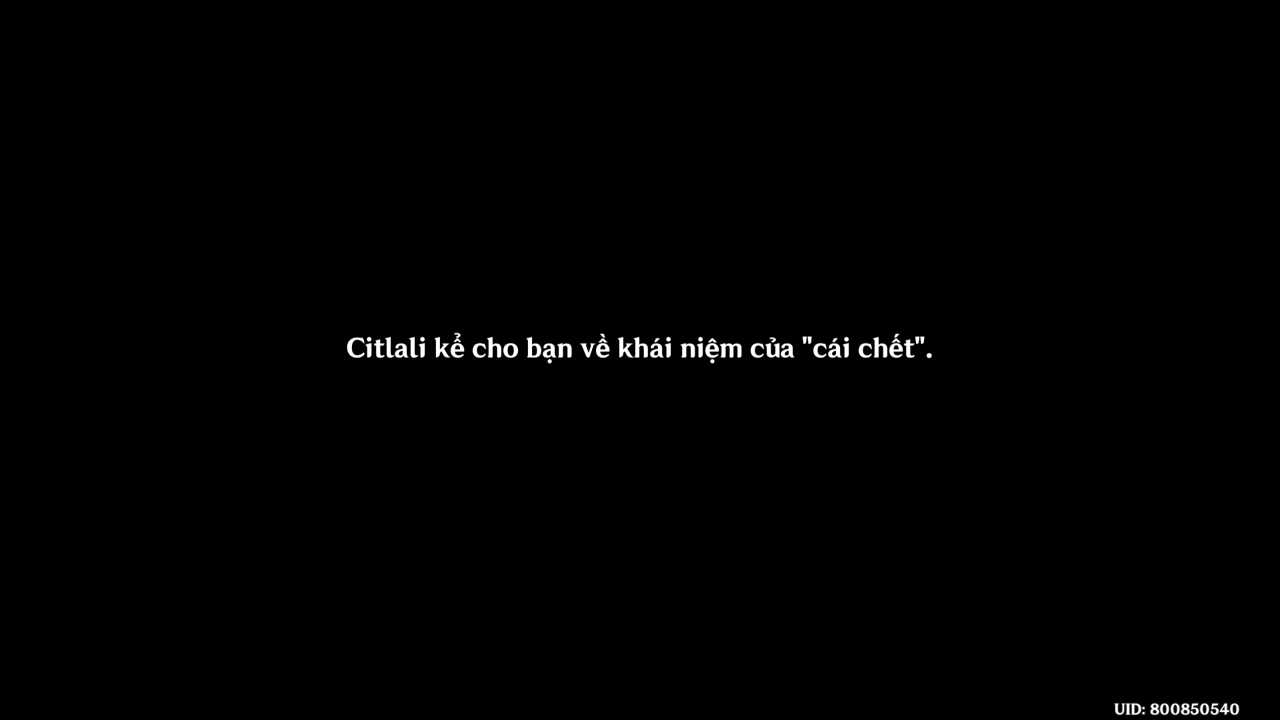 Citlali kể cho bạn về khái niệm của "cái chết".
UID: 800850540